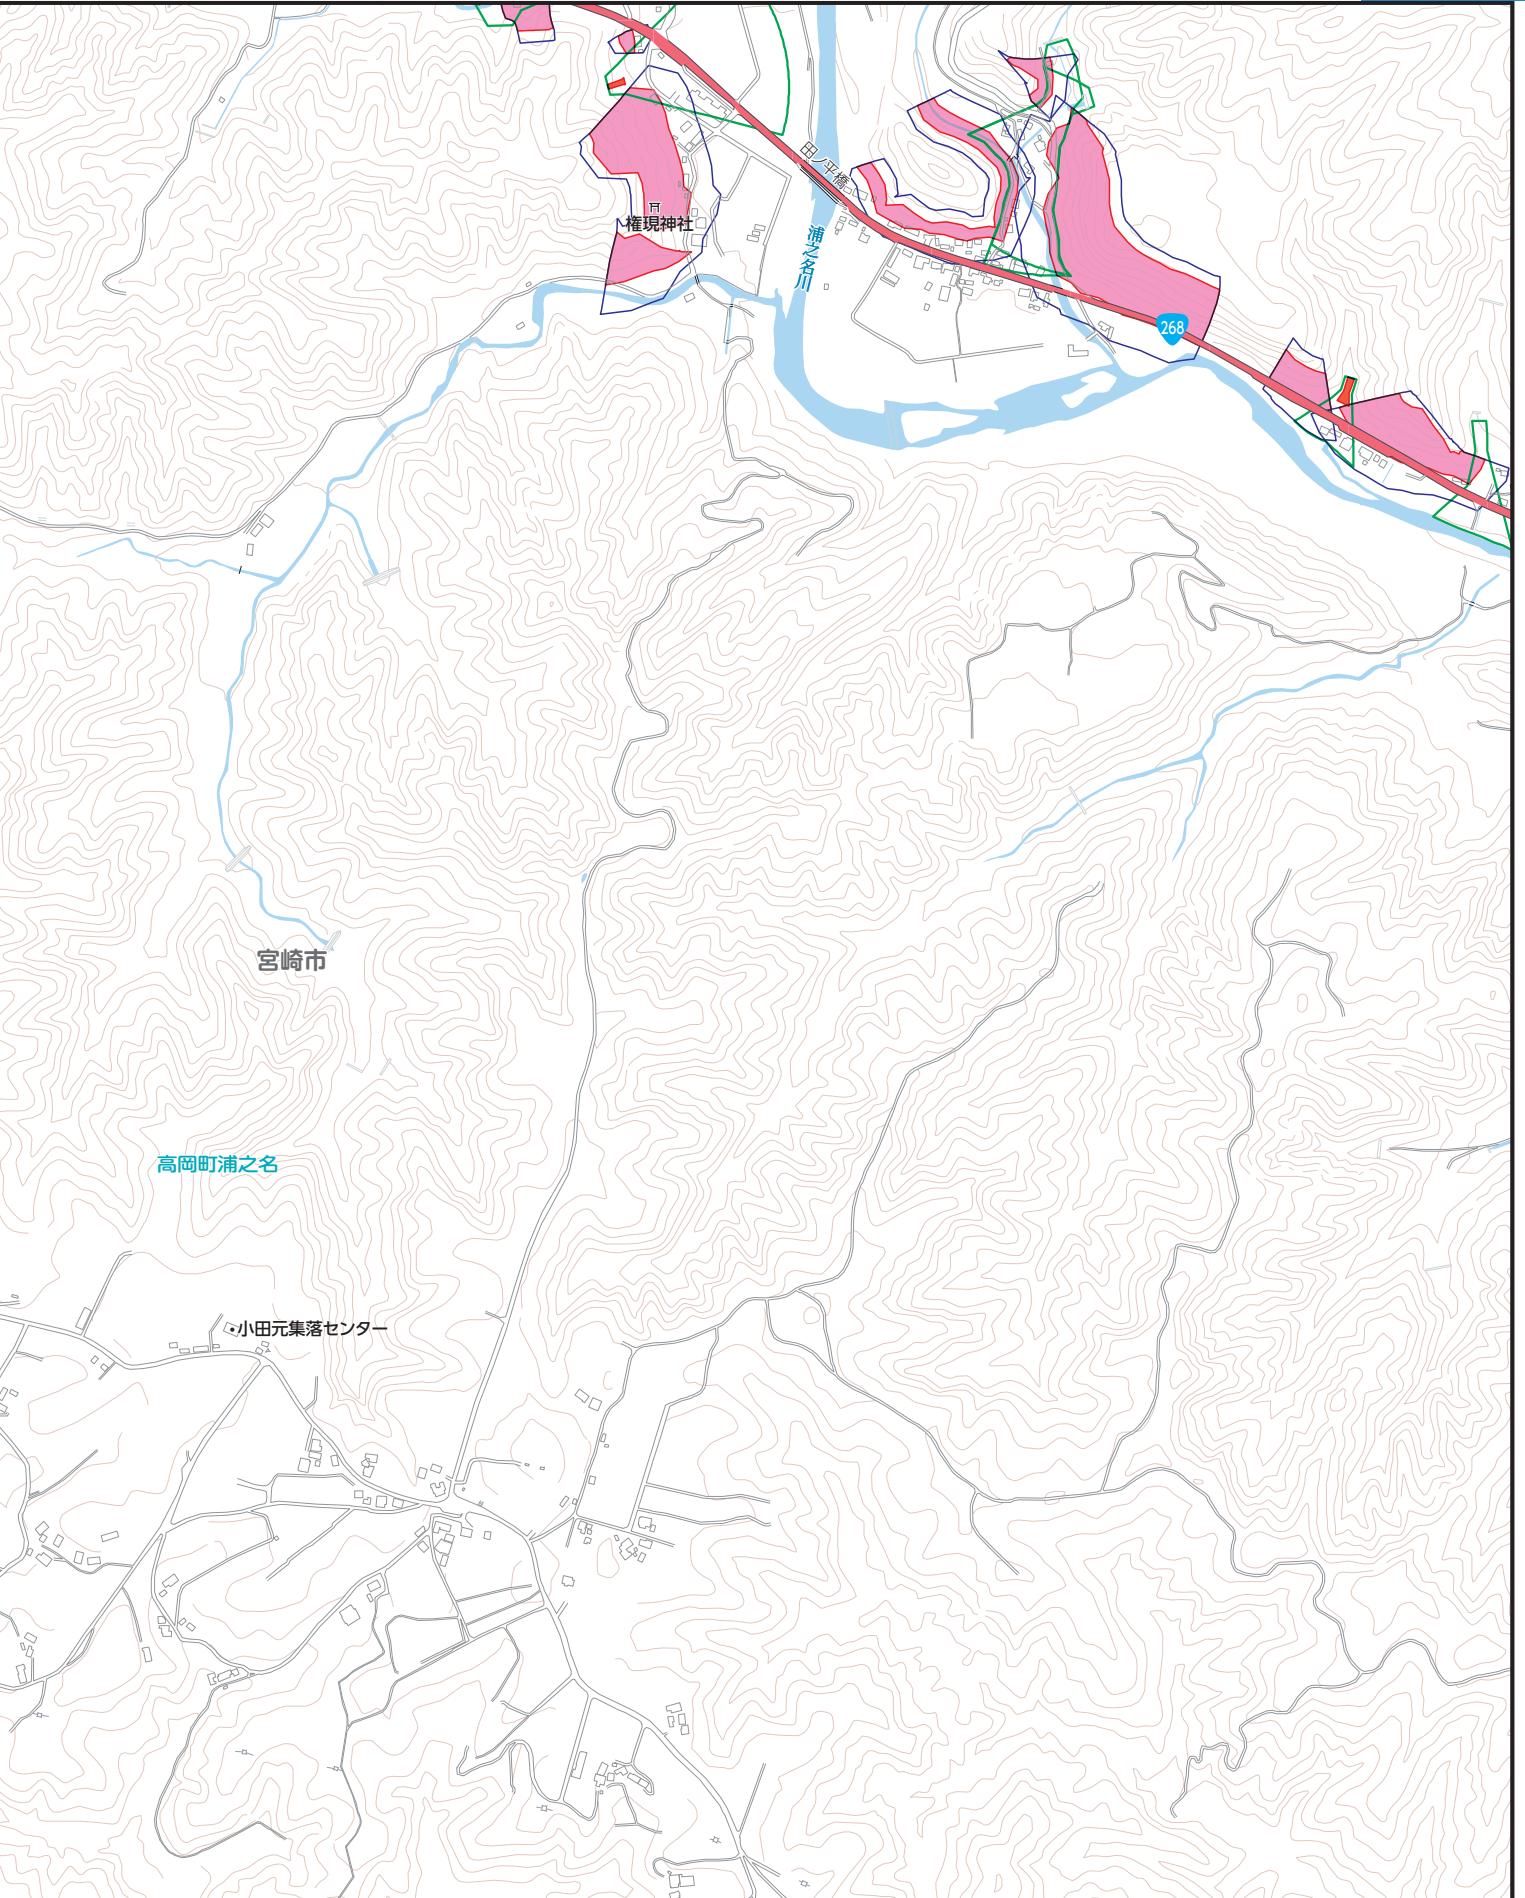 田ノ平橋
権現神社
浦之名川
268
宮崎市
高岡町浦之名
小田元集落センター